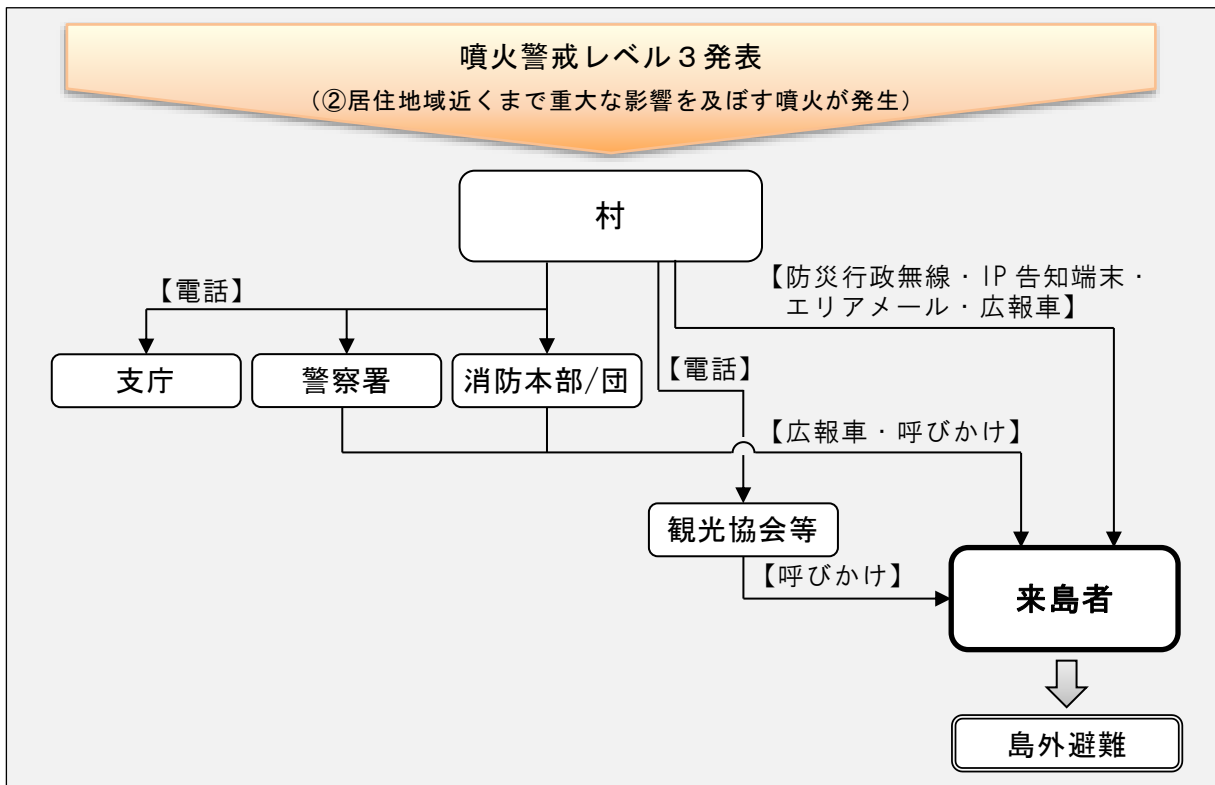 噴火警戒レベル３発表
（②居住地域近くまで重大な影響を及ぼす噴火が発生）
村
【防災行政無線・IP告知端末・
エリアメール・広報車】
【電話】
支庁
警察署
消防本部/団
【電話】
【広報車・呼びかけ】
観光協会等
【呼びかけ】
来島者
島外避難